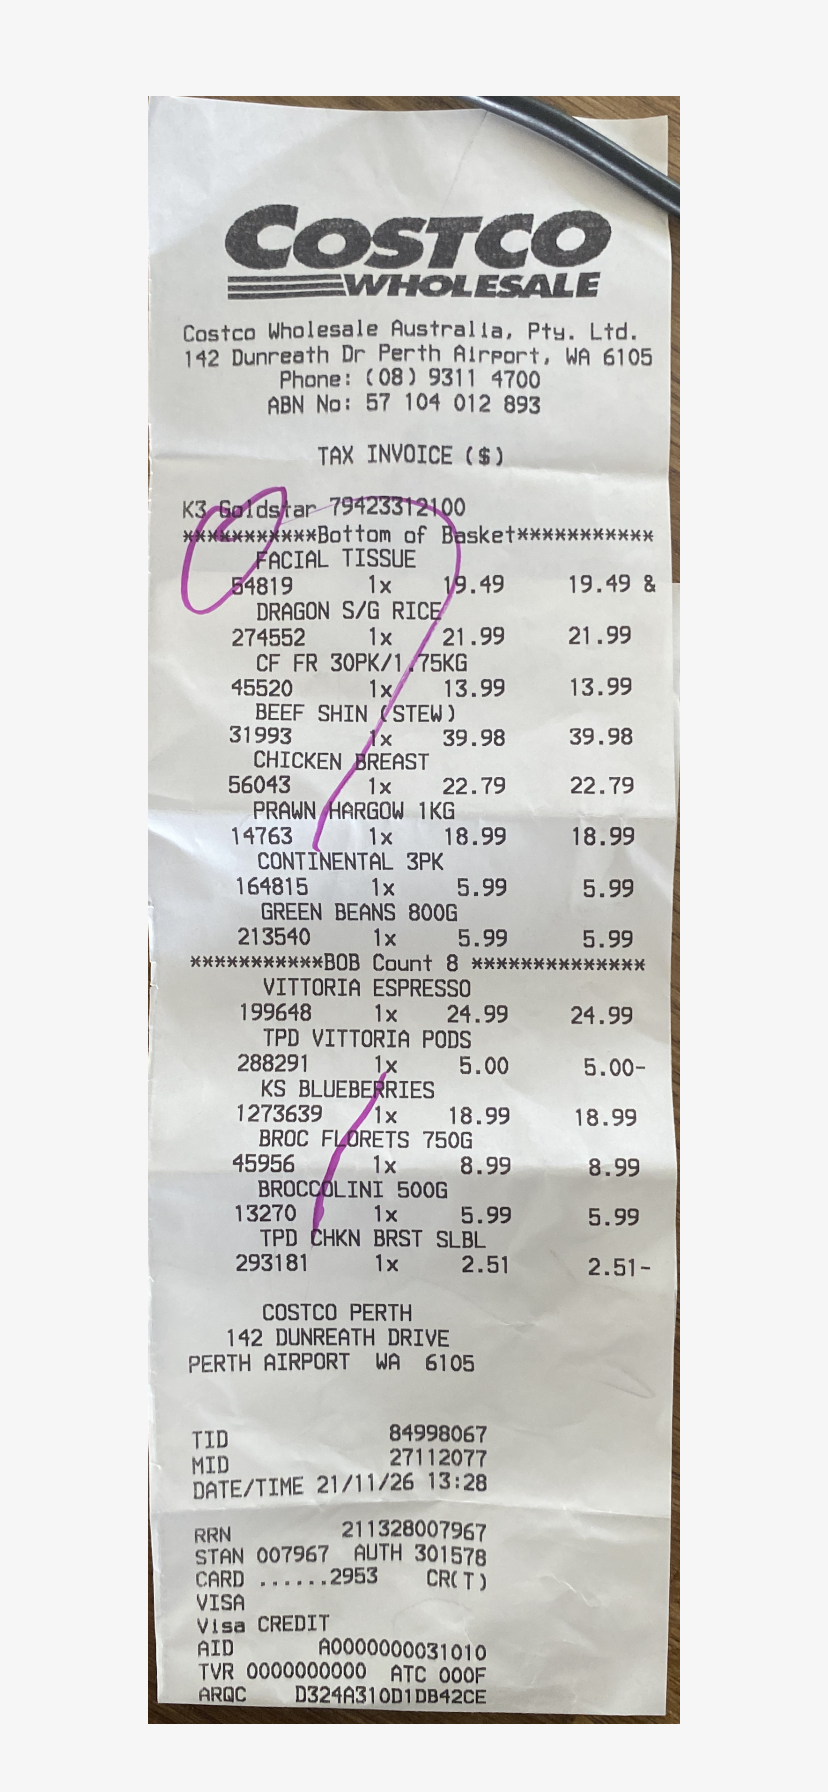 COSTCO
WHOLESALE
Costco Wholesale Australia, Pty. Ltd.
142 Dunreath Dr Perth Airport, WA 6105
Phone: (08) 9311 4700
ABN No: 57 104 012 893
TAX INVOICE ($)
K3 Goldstar 79423312100
***********Bottom of Basket***********
FACIAL TISSUE
54819 1x 19.49 19.49 &
DRAGON S/G RICE
274552 1x 21.99 21.99
CF FR 30PK/1.75KG
45520 1x 13.99 13.99
BEEF SHIN (STEW)
31993 1x 39.98 39.98
CHICKEN BREAST
56043 1x 22.79 22.79
PRAWN HARGOW 1KG
14763 1x 18.99 18.99
CONTINENTAL 3PK
164815 1x 5.99 5.99
GREEN BEANS 800G
213540 1x 5.99 5.99
***********BOB Count 8 **************
VITTORIA ESPRESSO
199648 1x 24.99 24.99
TPD VITTORIA PODS
288291 1x 5.00 5.00-
KS BLUEBERRIES
1273639 1x 18.99 18.99
BROC FLORETS 750G
45956 1x 8.99 8.99
BROCCOLINI 500G
13270 1x 5.99 5.99
TPD CHKN BRST SLBL
293181 1x 2.51 2.51-
COSTCO PERTH
142 DUNREATH DRIVE
PERTH AIRPORT WA 6105
TID 84998067
MID 27112077
DATE/TIME 21/11/26 13:28
RRN 211328007967
STAN 007967 AUTH 301578
CARD ......2953 CR(T)
VISA
Visa CREDIT
AID A0000000031010
TVR 0000000000 ATC 000F
ARQC D324A310D1DB42CE